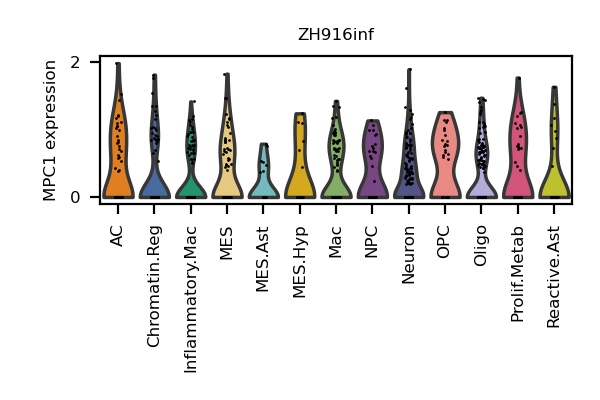 ZH916inf
MPC1 expression
2
0
AC
Chromatin.Reg
Inflammatory.Mac
MES
MES.Ast
MES.Hyp
Mac
NPC
Neuron
OPC
Oligo
Prolif.Metab
Reactive.Ast